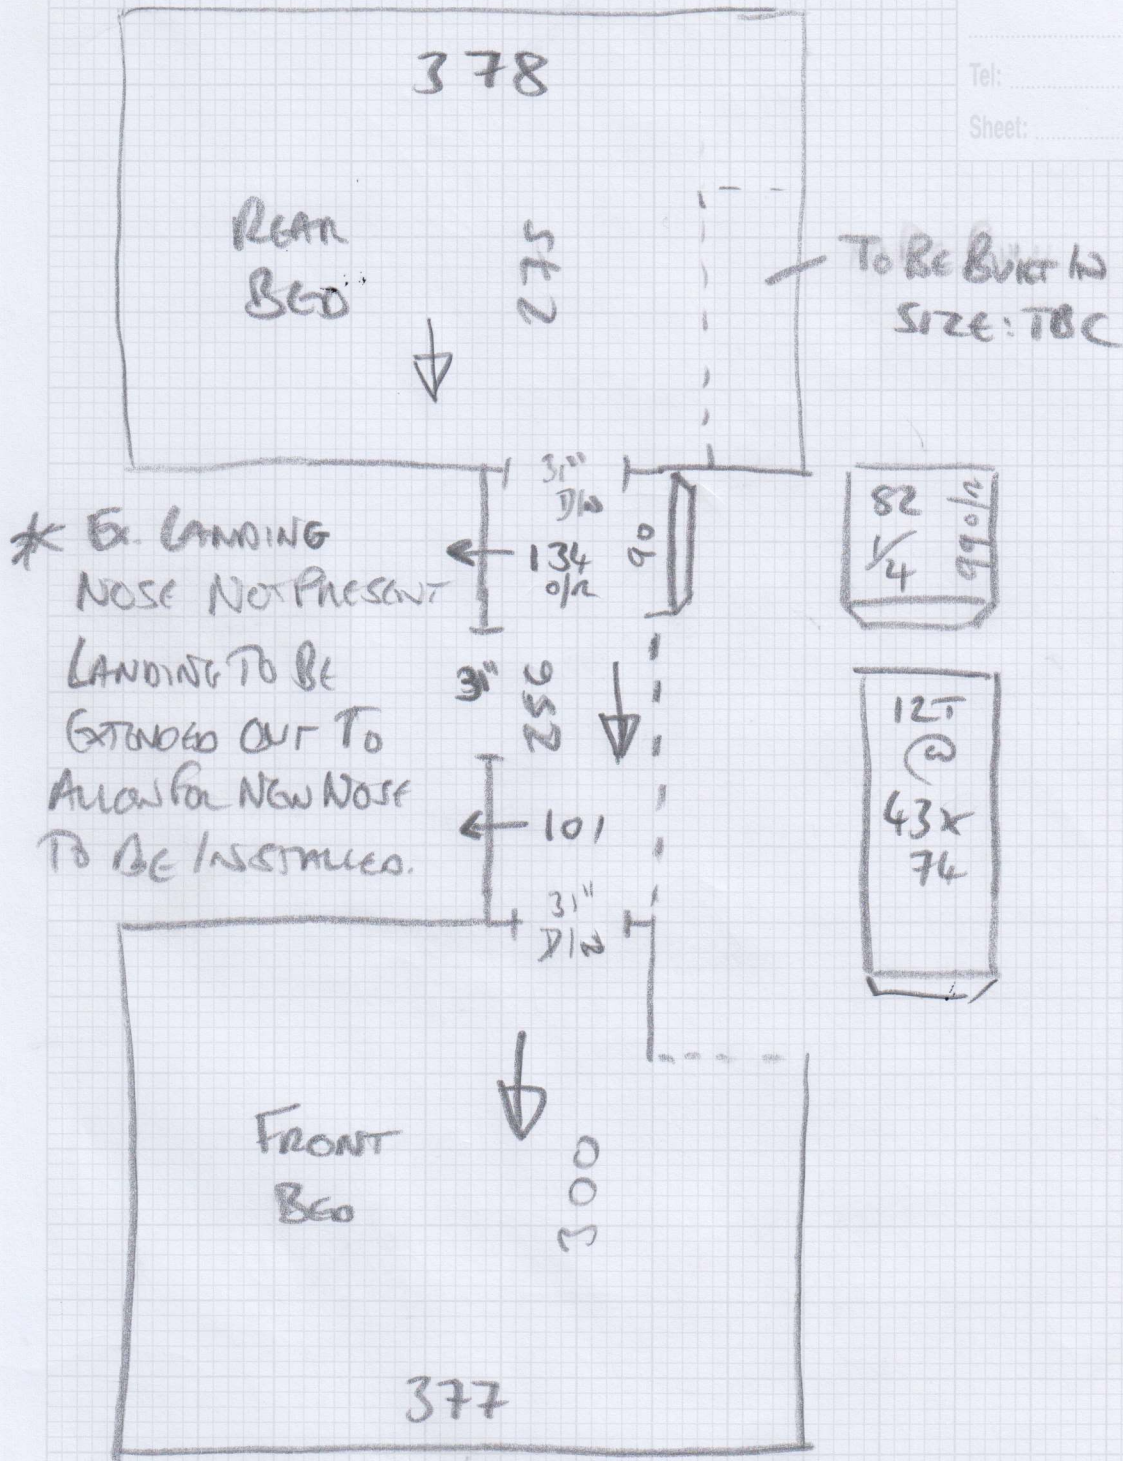 Tel:
Sheet:
378
REAR
BED
275
TO BE BUILT IN
SIZE: TBC
31"
D/W
134
o/r
90
82
1/4
99 o/r
* EX. LANDING
NOSE NOT PRESENT
LANDING TO BE
EXTENDED OUT TO
ALLOW FOR NEW NOSE
TO BE INSTALLED.
31"
256
12T
@
43x
74
101
31"
D/W
FRONT
BED
300
377